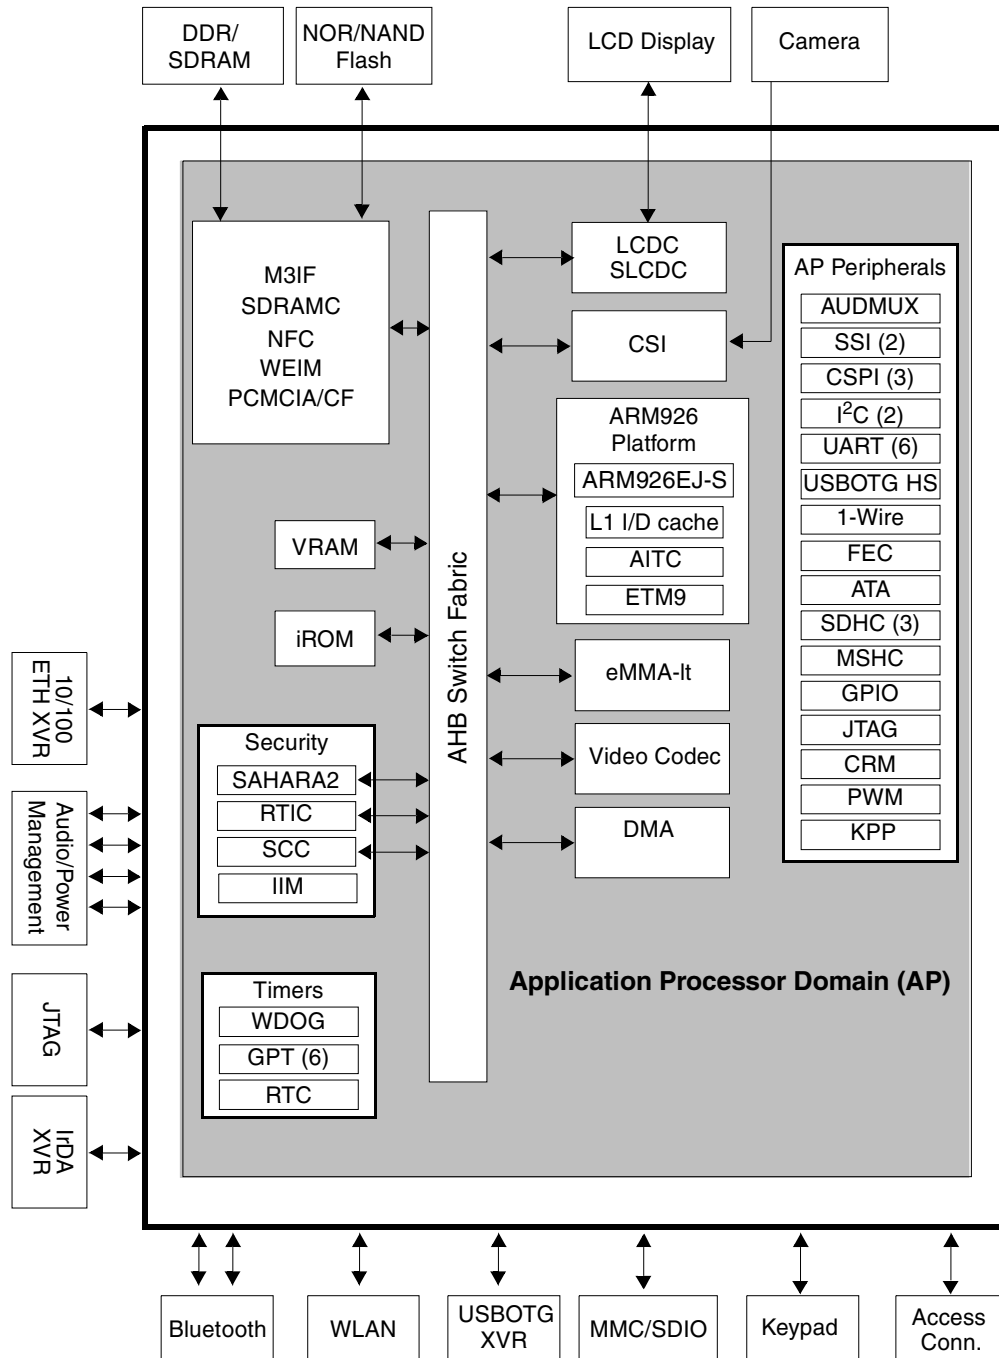 DDR/
SDRAM
NOR/NAND
Flash
LCD Display
Camera
M3IF
SDRAMC
NFC
WEIM
PCMCIA/CF
VRAM
iROM
Security
SAHARA2
RTIC
SCC
IIM
Timers
WDOG
GPT (6)
RTC
AHB Switch Fabric
LCDC
SLCDC
CSI
ARM926
Platform
ARM926EJ-S
L1 I/D cache
AITC
ETM9
eMMA-lt
Video Codec
DMA
AP Peripherals
AUDMUX
SSI (2)
CSPI (3)
I²C (2)
UART (6)
USBOTG HS
1-Wire
FEC
ATA
SDHC (3)
MSHC
GPIO
JTAG
CRM
PWM
KPP
Application Processor Domain (AP)
10/100
ETH XVR
Audio/Power
Management
JTAG
IrDA
XVR
Bluetooth
WLAN
USBOTG
XVR
MMC/SDIO
Keypad
Access
Conn.